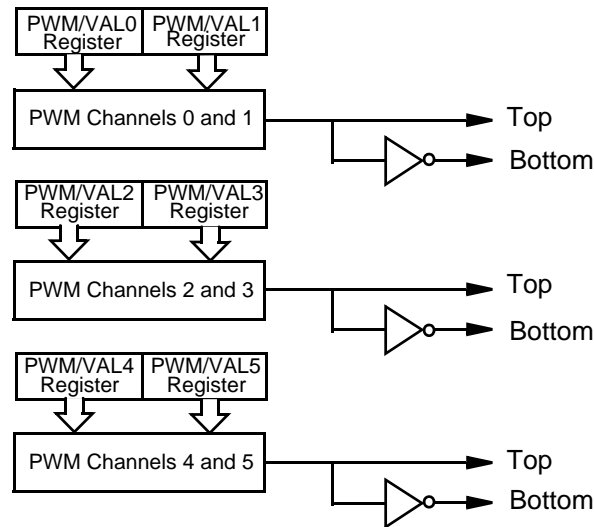 PWM/VAL0 Register
PWM/VAL1 Register
PWM Channels 0 and 1
Top
Bottom
PWM/VAL2 Register
PWM/VAL3 Register
PWM Channels 2 and 3
Top
Bottom
PWM/VAL4 Register
PWM/VAL5 Register
PWM Channels 4 and 5
Top
Bottom